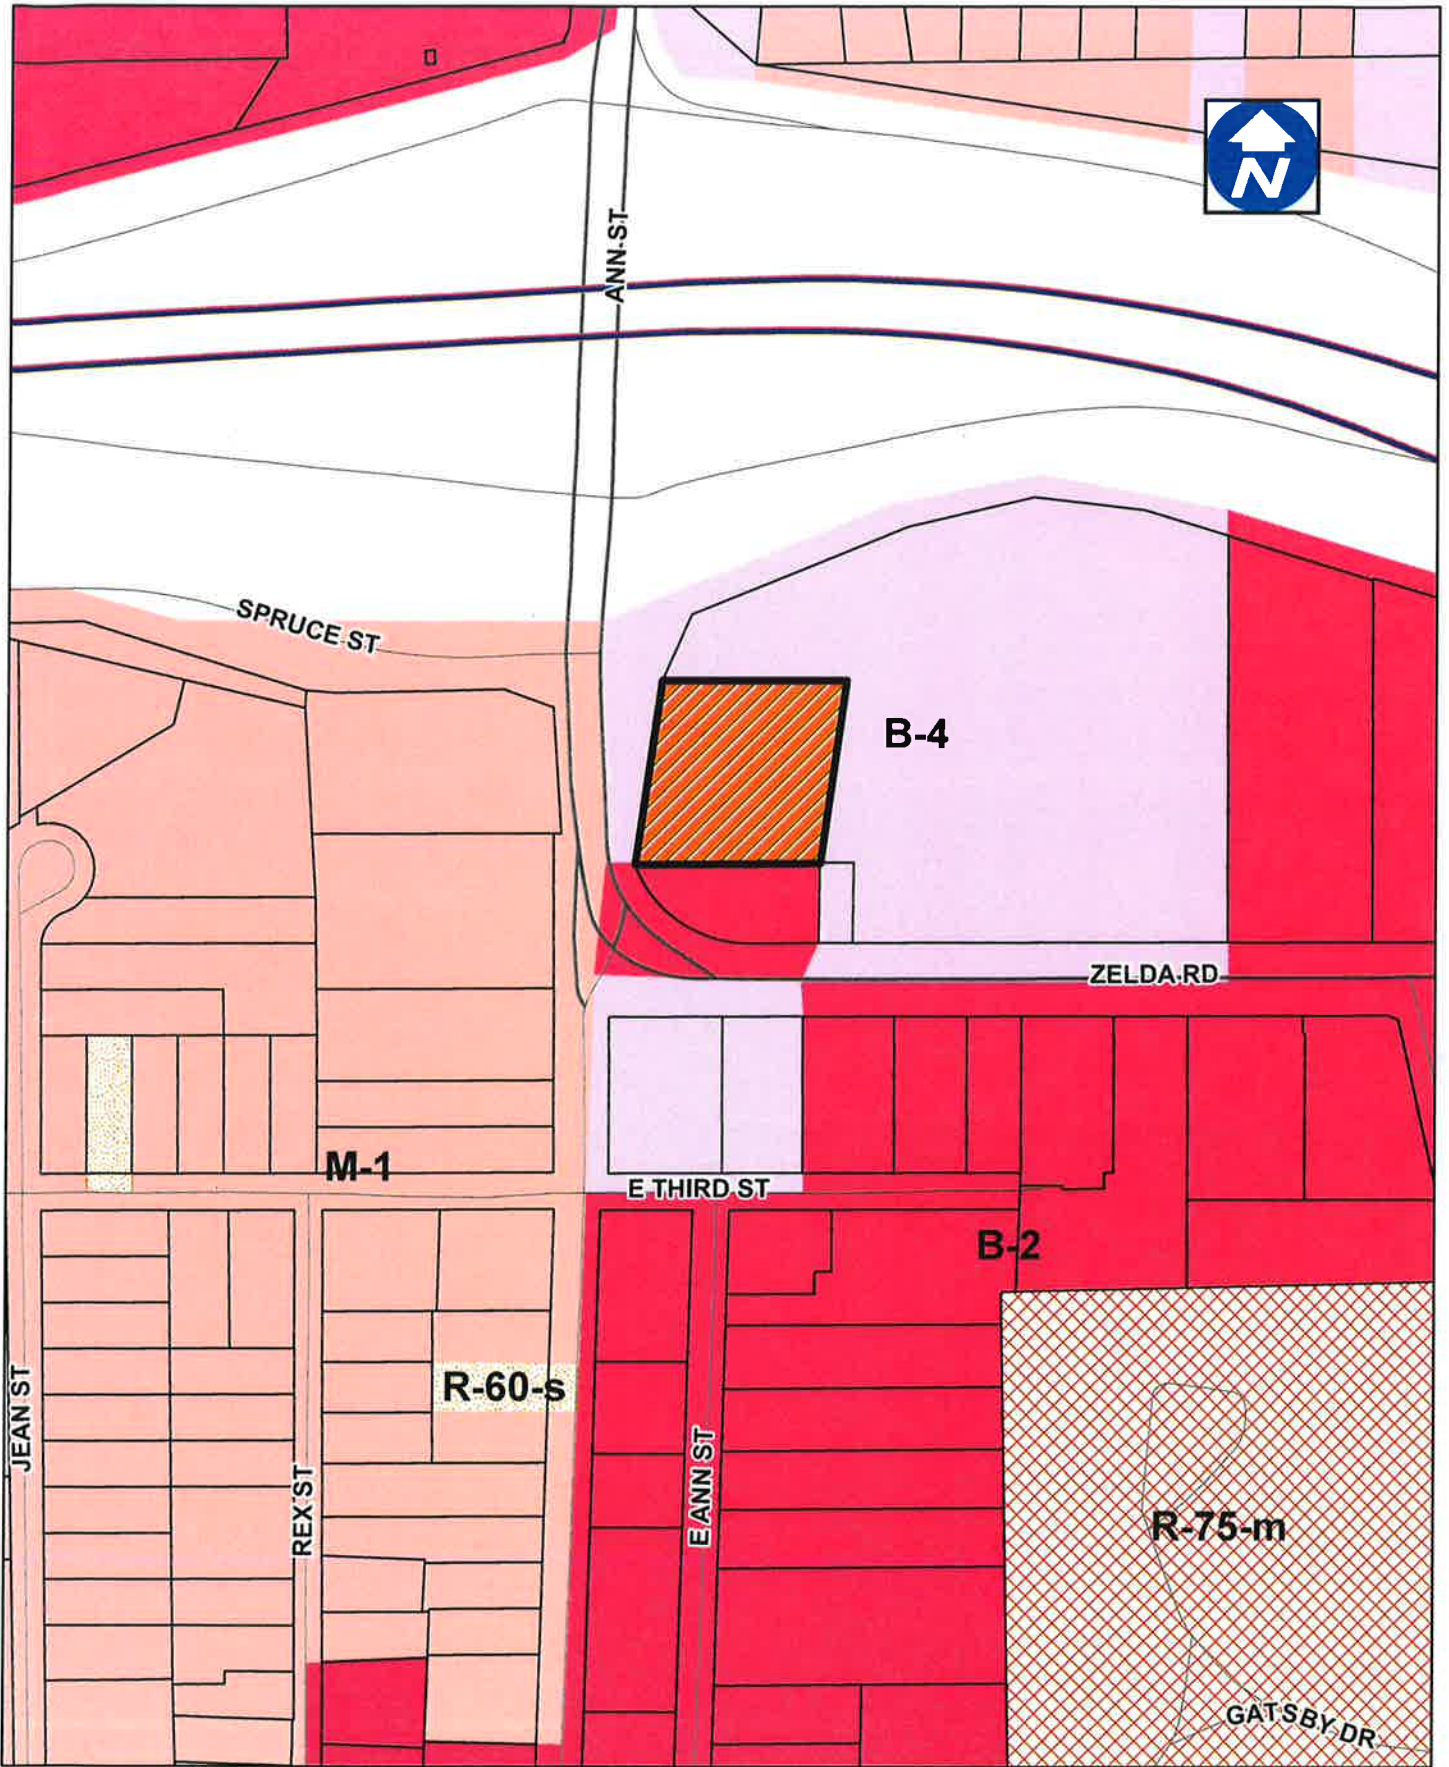 N
ANN ST
SPRUCE ST
B-4
ZELDA RD
M-1
E THIRD ST
B-2
R-60-s
JEAN ST
REX ST
E ANN ST
R-75-m
GATSBY DR